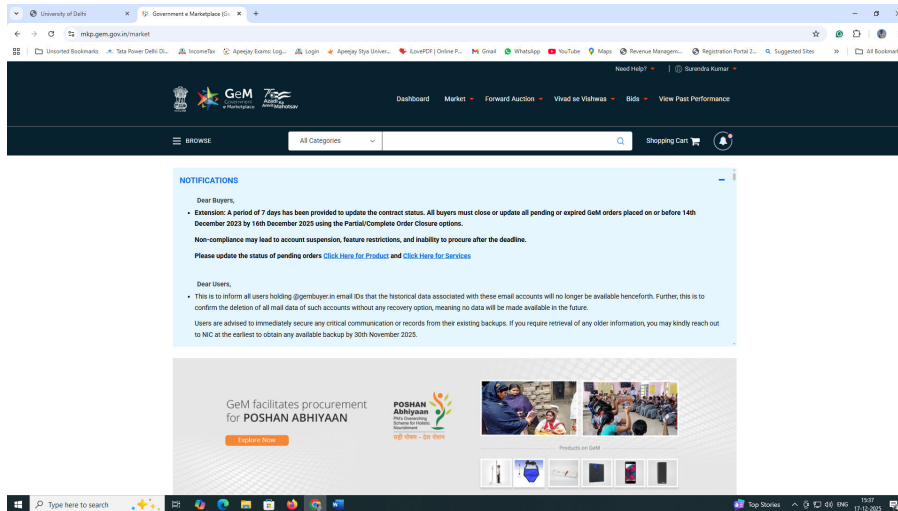 University of Delhi
Government e Marketplace (Ge
mkp.gem.gov.in/market
Unsorted Bookmarks
Tata Power Delhi Di...
IncomeTax
Apeejay Exams: Log...
Login
Apeejay Stya Univer...
iLovePDF | Online P...
Gmail
WhatsApp
YouTube
Maps
Revenue Managem...
Registration Portal 2...
Suggested Sites
All Bookmar
Need Help?
Surendra Kumar
GeM
Government
e Marketplace
Azadi Ka
Amrit Mahotsav
Dashboard Market Forward Auction Vivad se Vishwas Bids View Past Performance
BROWSE
All Categories
Shopping Cart
NOTIFICATIONS
Dear Buyers,
Extension: A period of 7 days has been provided to update the contract status. All buyers must close or update all pending or expired GeM orders placed on or before 14th
December 2023 by 16th December 2025 using the Partial/Complete Order Closure options.
Non-compliance may lead to account suspension, feature restrictions, and inability to procure after the deadline.
Please update the status of pending orders Click Here for Product and Click Here for Services
Dear Users,
This is to inform all users holding @gembuyer.in email IDs that the historical data associated with these email accounts will no longer be available henceforth. Further, this is to
confirm the deletion of all mail data of such accounts without any recovery option, meaning no data will be made available in the future.
Users are advised to immediately secure any critical communication or records from their existing backups. If you require retrieval of any older information, you may kindly reach out
to NIC at the earliest to obtain any available backup by 30th November 2025.
GeM facilitates procurement
for POSHAN ABHIYAAN
Explore Now
POSHAN
Abhiyaan
PM's Overarching
Scheme for Holistic
Nourishment
सही पोषण - देश रोशन
Products on GeM
Type here to search
Top Stories
ENG
15:37
17-12-2025